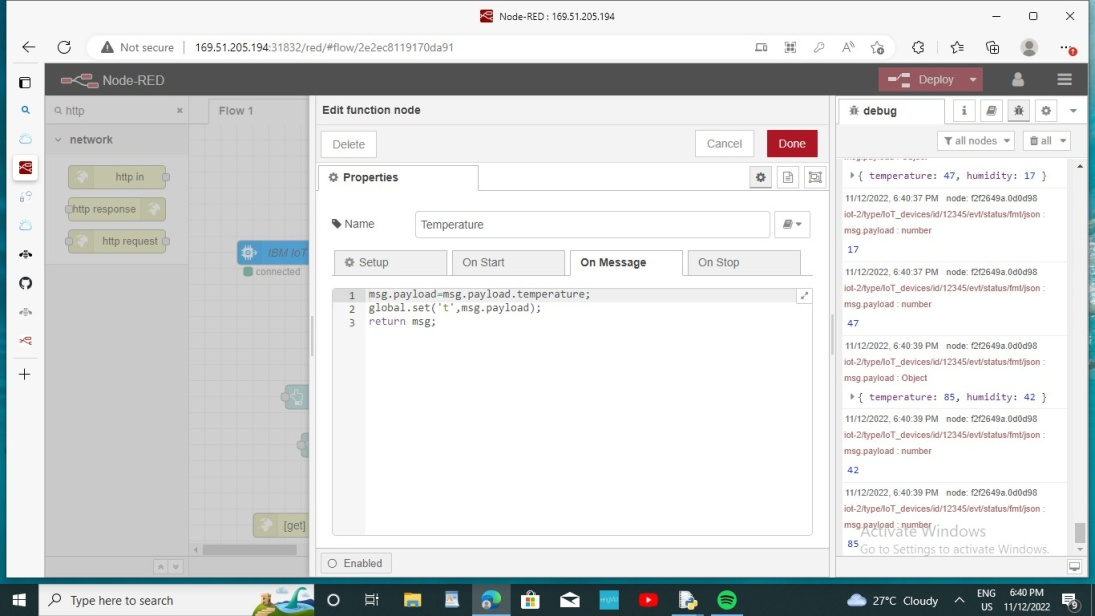 Node-RED : 169.51.205.194
Not secure 169.51.205.194:31832/red/#flow/2e2ec8119170da91
Node-RED
Deploy
http
Flow 1
network
http in
http response
http request
IBM IoT
connected
[get]
Edit function node
Delete
Cancel
Done
Properties
Name
Temperature
Setup
On Start
On Message
On Stop
1 msg.payload=msg.payload.temperature;
2 global.set('t',msg.payload);
3 return msg;
Enabled
debug
i
all nodes
all
msg.payload : Object
{ temperature: 47, humidity: 17 }
11/12/2022, 6:40:37 PM node: f2f2649a.0d0d98
iot-2/type/IoT_devices/id/12345/evt/status/fmt/json :
msg.payload : number
17
11/12/2022, 6:40:37 PM node: f2f2649a.0d0d98
iot-2/type/IoT_devices/id/12345/evt/status/fmt/json :
msg.payload : number
47
11/12/2022, 6:40:39 PM node: f2f2649a.0d0d98
iot-2/type/IoT_devices/id/12345/evt/status/fmt/json :
msg.payload : Object
{ temperature: 85, humidity: 42 }
11/12/2022, 6:40:39 PM node: f2f2649a.0d0d98
iot-2/type/IoT_devices/id/12345/evt/status/fmt/json :
msg.payload : number
42
11/12/2022, 6:40:39 PM node: f2f2649a.0d0d98
iot-2/type/IoT_devices/id/12345/evt/status/fmt/json :
msg.payload : number
85
Activate Windows
Go to Settings to activate Windows.
Type here to search
27°C Cloudy
ENG
US
6:40 PM
11/12/2022
9